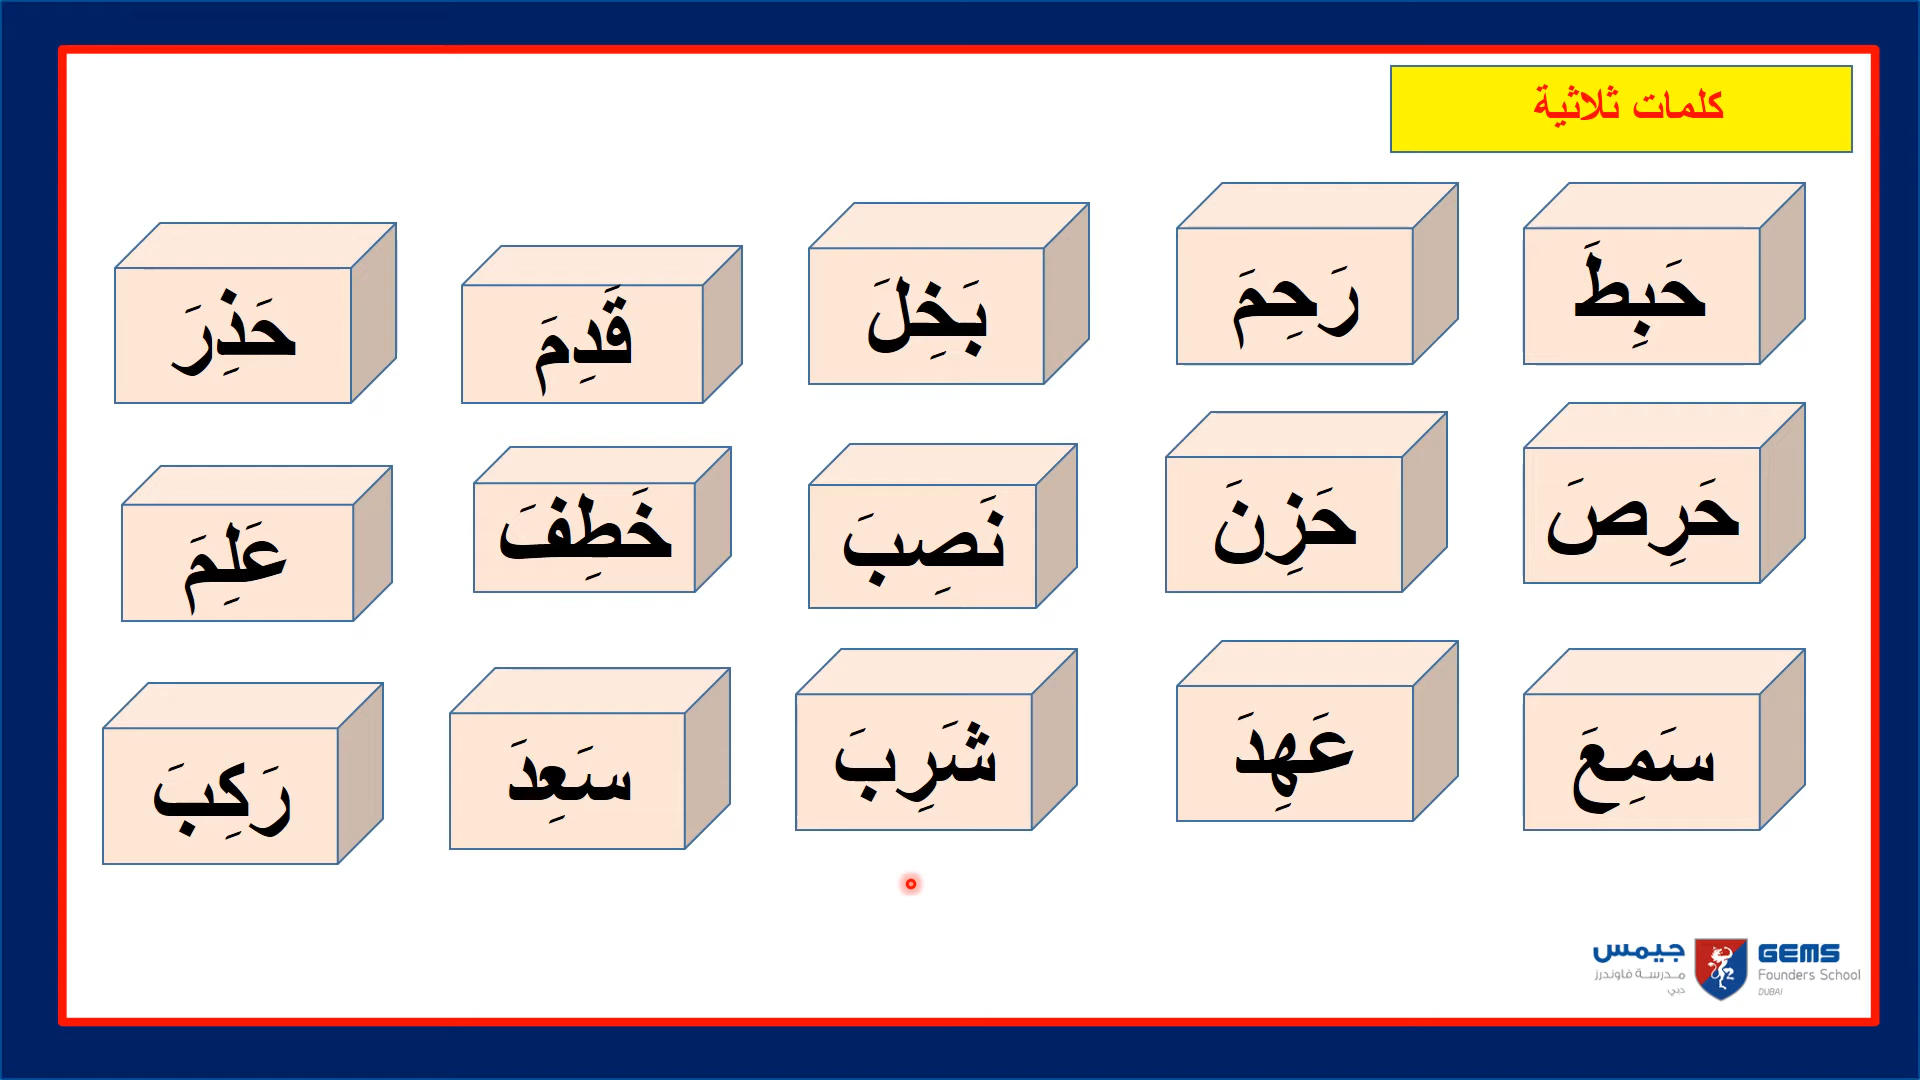 كلمات ثلاثية
حَبِطَ
رَحِمَ
بَخِلَ
قَدِمَ
حَذِرَ
حَرِصَ
حَزِنَ
نَصِبَ
خَطِفَ
عَلِمَ
سَمِعَ
عَهِدَ
شَرِبَ
سَعِدَ
رَكِبَ
جيمس GEMS
مدرسة فاوندرز Founders School
دبي DUBAI